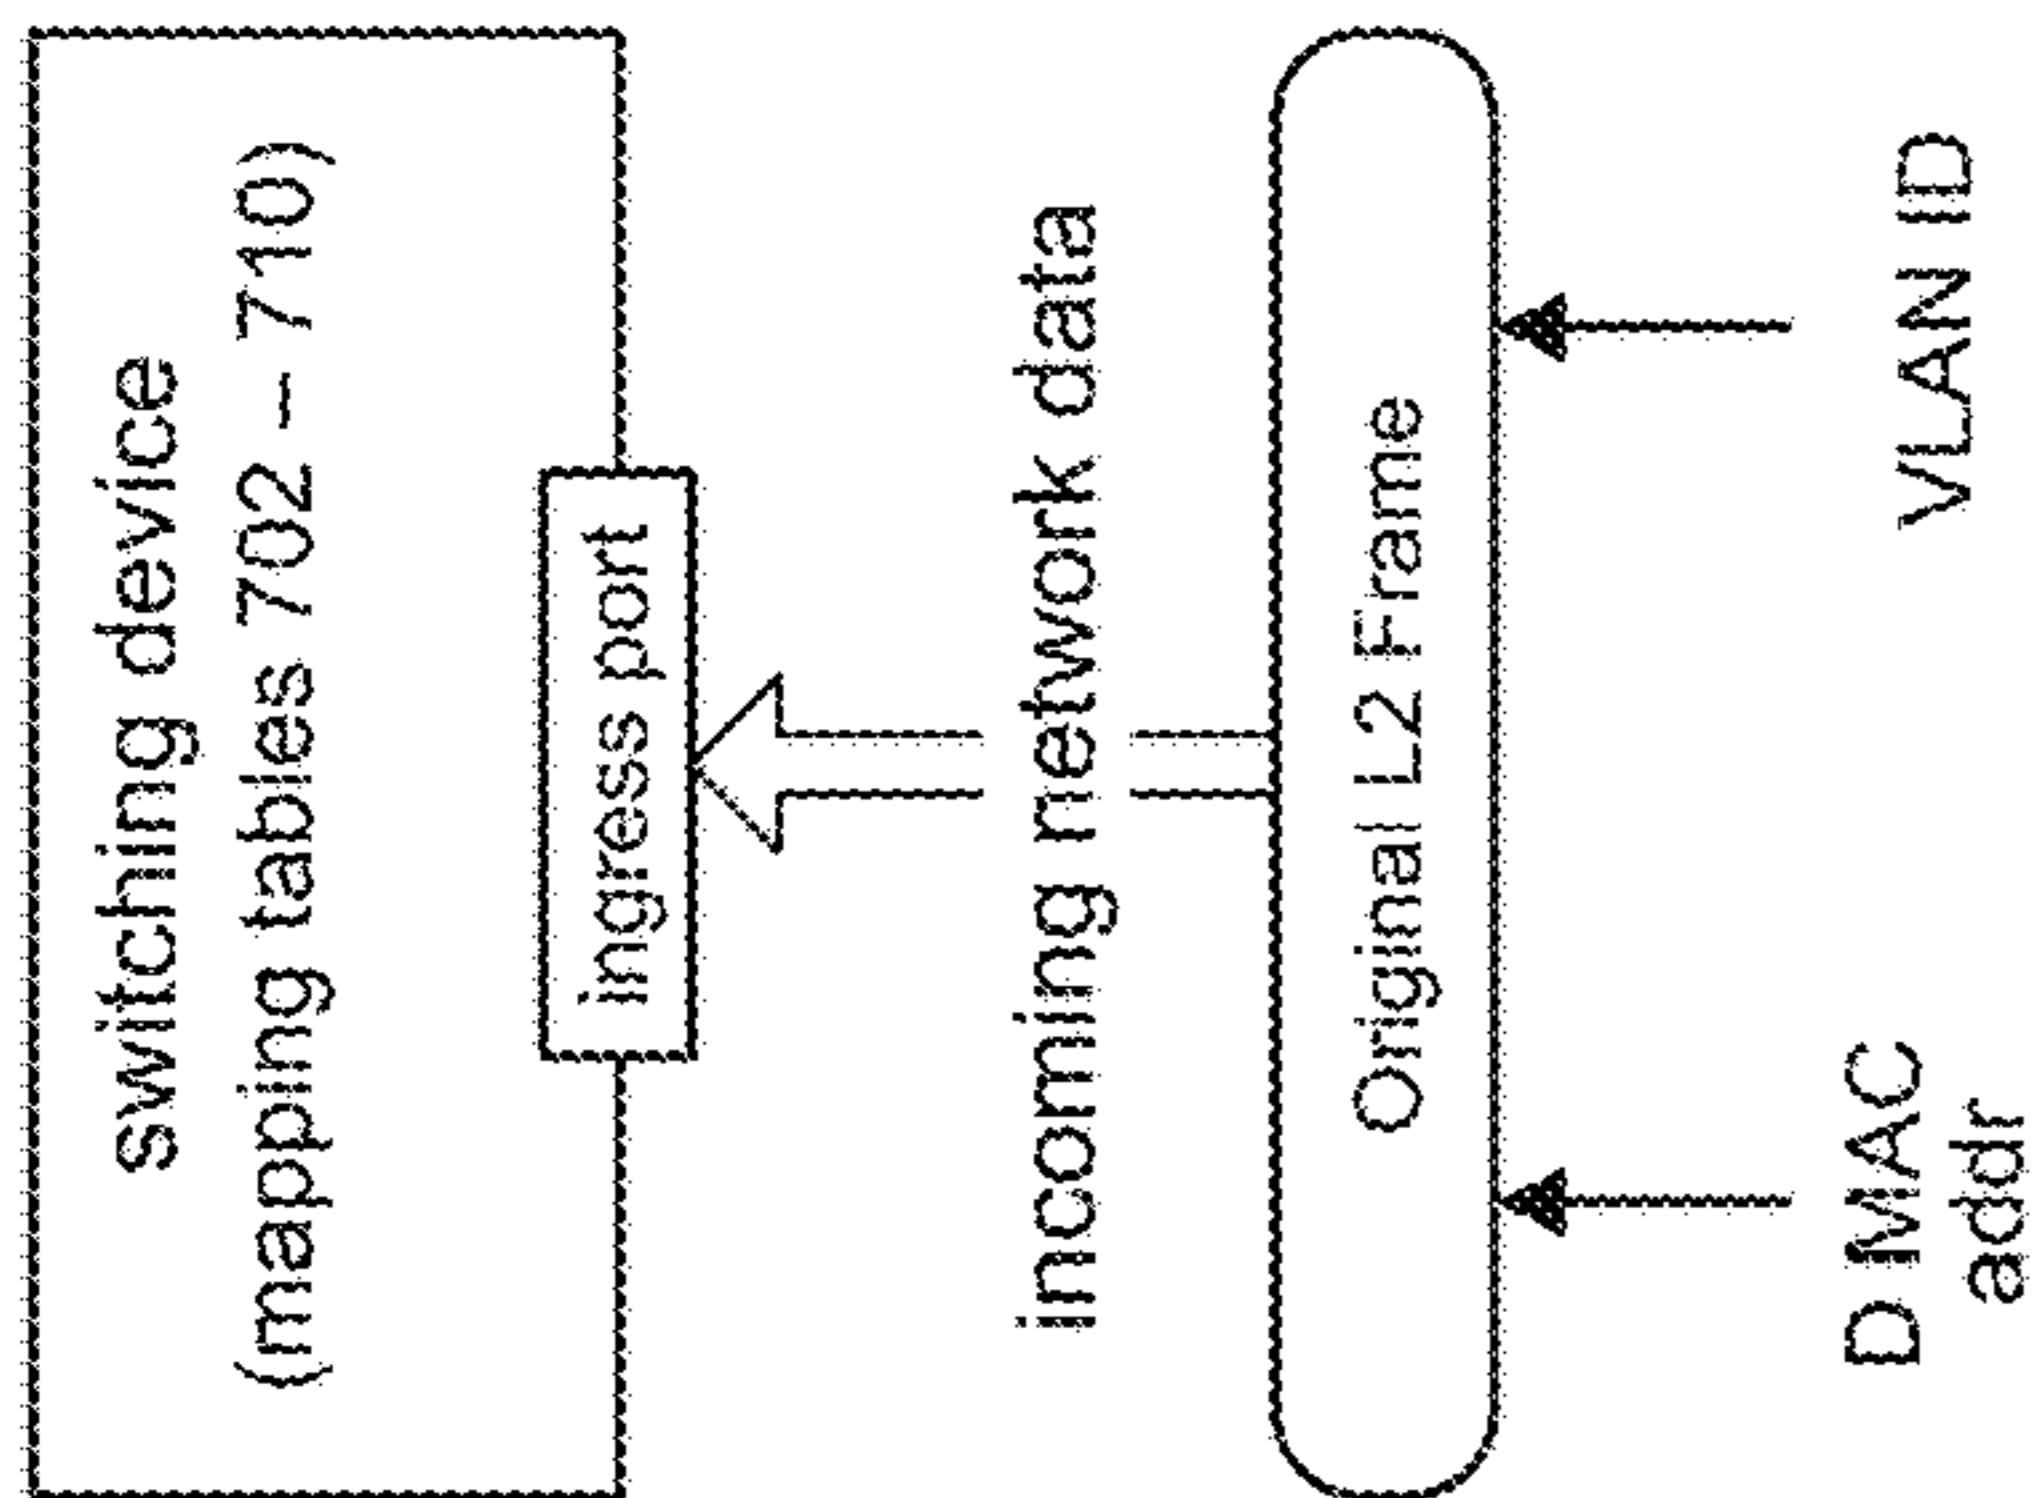 switching device
(mapping tables 702 – 710)
ingress port
incoming network data
Original L2 Frame
D MAC
addr
VLAN ID